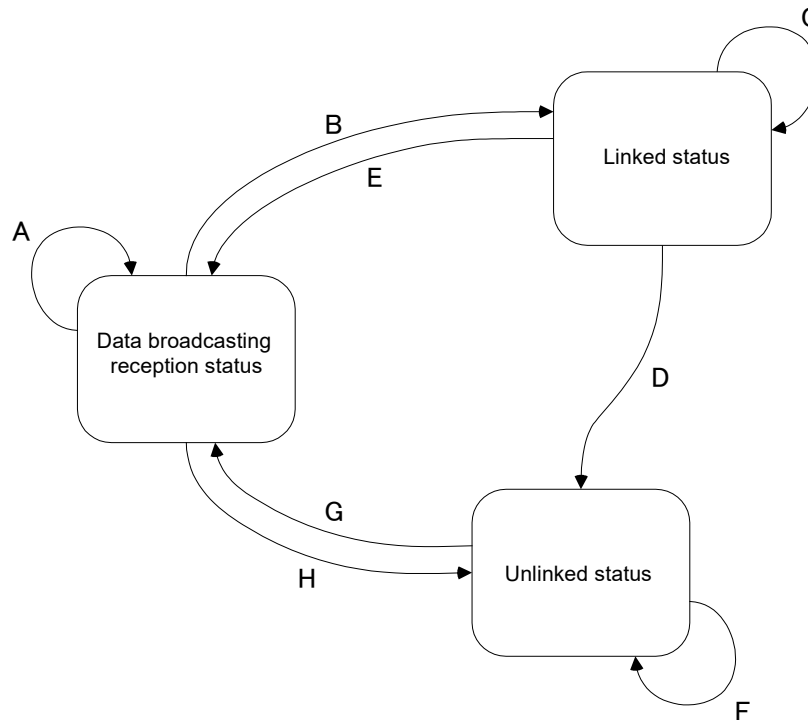 C
B
Linked status
E
A
Data broadcasting
reception status
D
G
Unlinked status
H
F